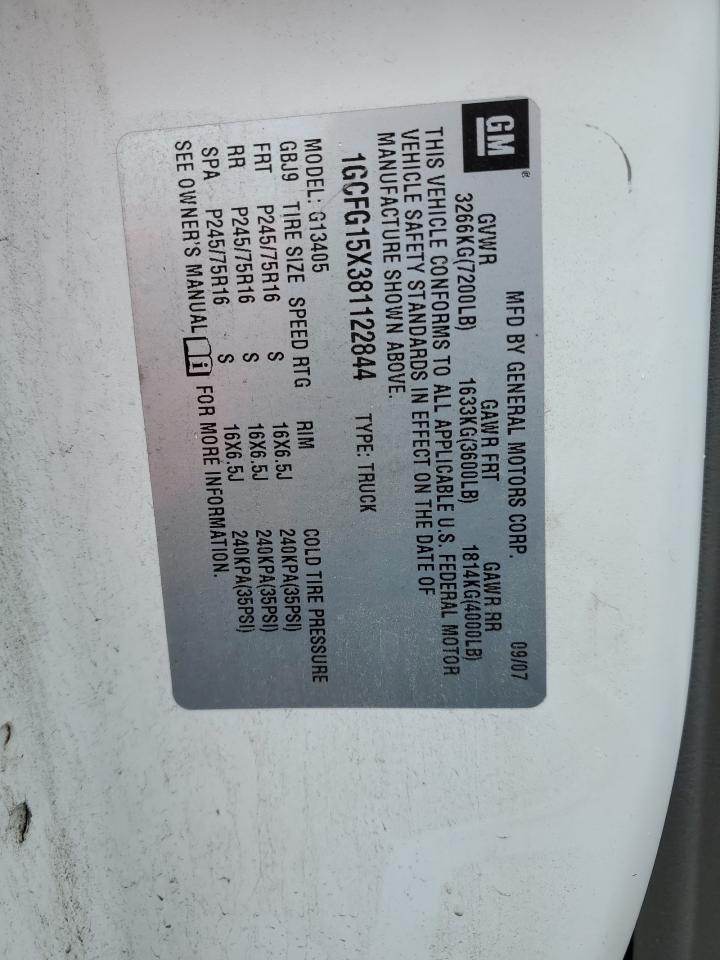 GM®
MFD BY GENERAL MOTORS CORP. 09/07
GVWR GAWR FRT GAWR RR
3266KG(7200LB) 1633KG(3600LB) 1814KG(4000LB)
THIS VEHICLE CONFORMS TO ALL APPLICABLE U.S. FEDERAL MOTOR
VEHICLE SAFETY STANDARDS IN EFFECT ON THE DATE OF
MANUFACTURE SHOWN ABOVE.
1GCFG15X381122844 TYPE: TRUCK
MODEL: G13405
GBJ9 TIRE SIZE SPEED RTG RIM COLD TIRE PRESSURE
FRT P245/75R16 S 16X6.5J 240KPA(35PSI)
RR P245/75R16 S 16X6.5J 240KPA(35PSI)
SPA P245/75R16 S 16X6.5J 240KPA(35PSI)
SEE OWNER'S MANUAL i FOR MORE INFORMATION.